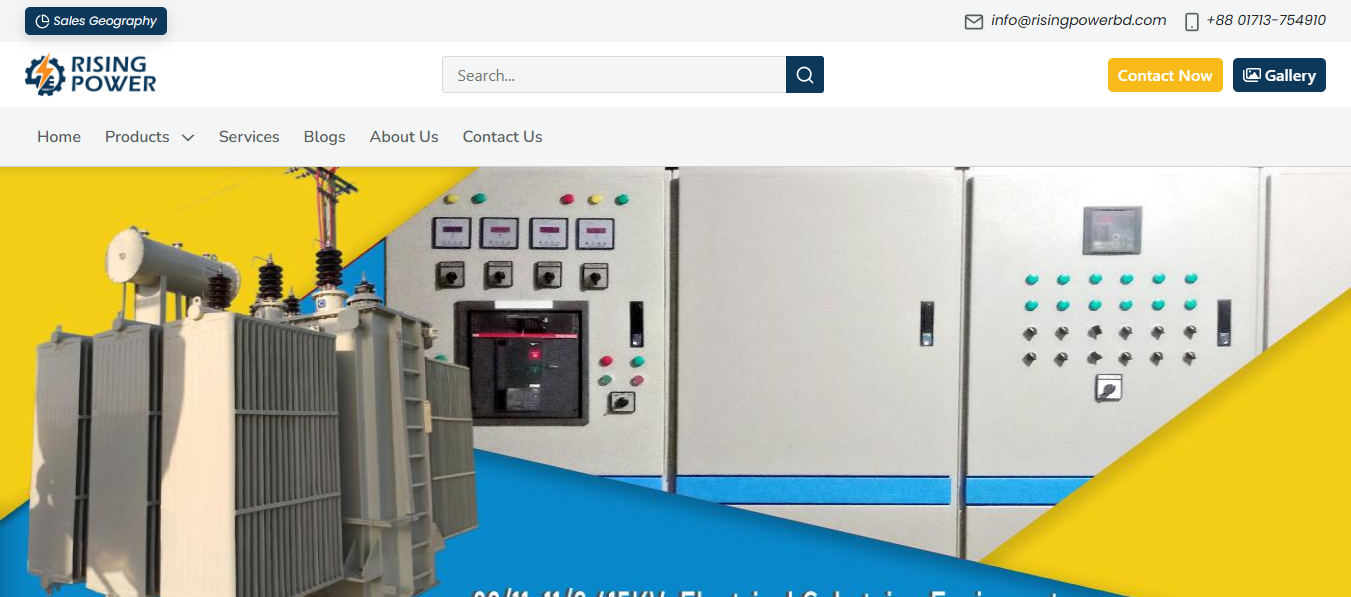 Sales Geography
info@risingpowerbd.com
+88 01713-754910
RISING
POWER
Search...
Contact Now
Gallery
Home
Products
Services
Blogs
About Us
Contact Us